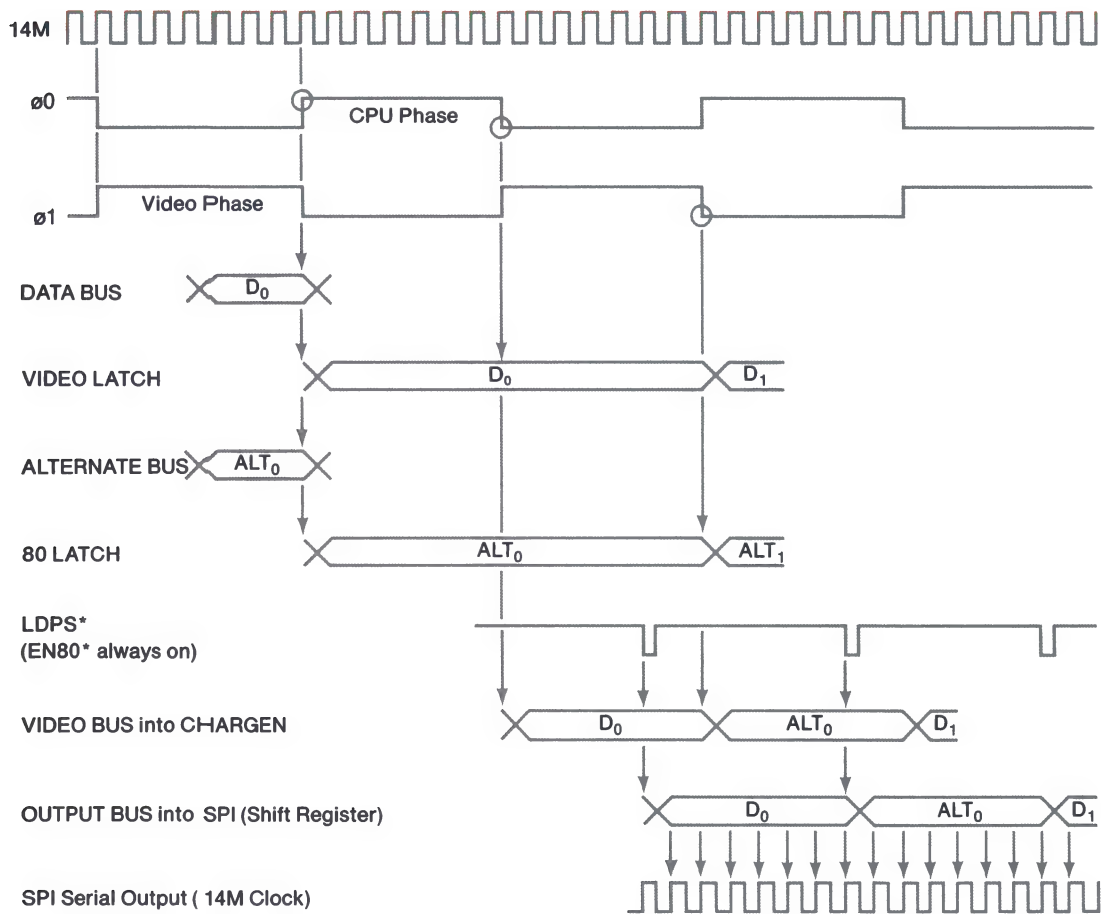 14M
ø0
CPU Phase
ø1
Video Phase
DATA BUS
D₀
VIDEO LATCH
D₀
D₁
ALTERNATE BUS
ALT₀
80 LATCH
ALT₀
ALT₁
LDPS*
(EN80* always on)
VIDEO BUS into CHARGEN
D₀
ALT₀
D₁
OUTPUT BUS into SPI (Shift Register)
D₀
ALT₀
D₁
SPI Serial Output ( 14M Clock)